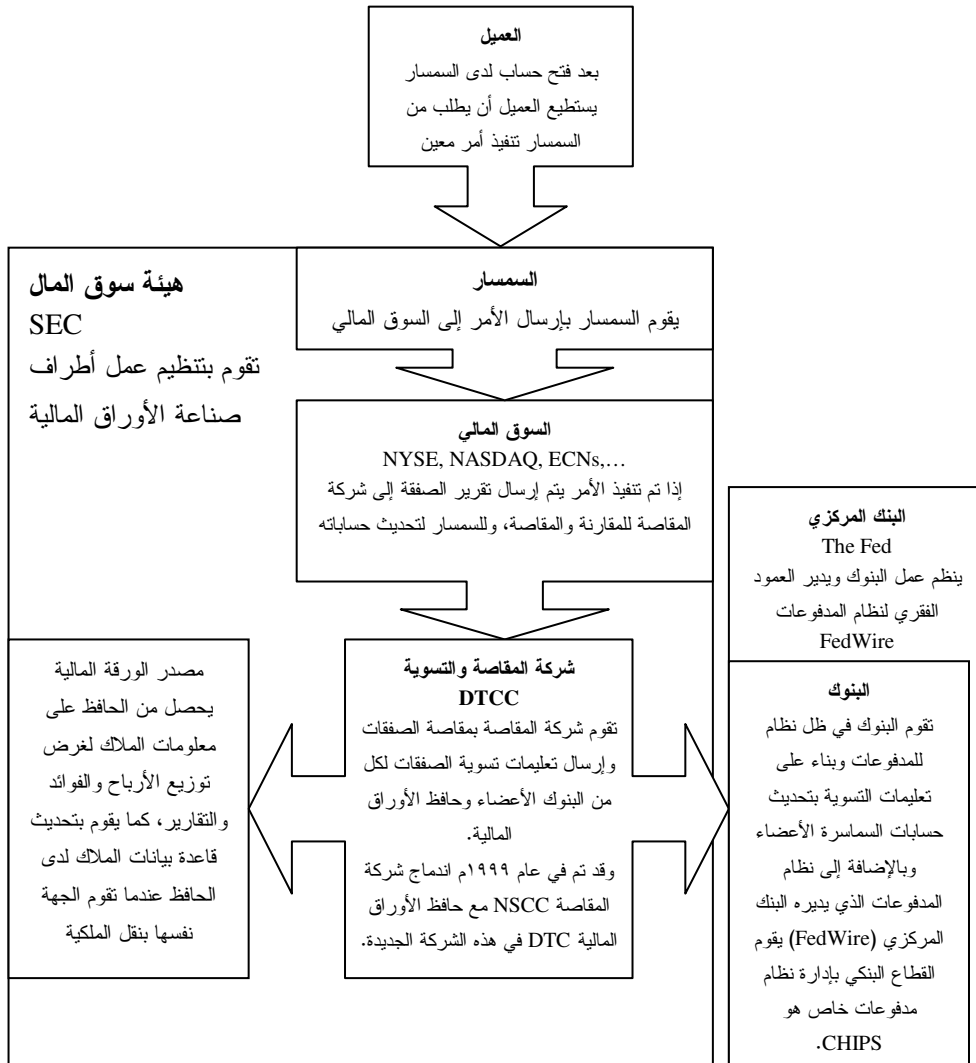 العميل
بعد فتح حساب لدى السمسار
يستطيع العميل أن يطلب من
السمسار تنفيذ أمر معين
هيئة سوق المال
SEC
تقوم بتنظيم عمل أطراف
صناعة الأوراق المالية
السمسار
يقوم السمسار بإرسال الأمر إلى السوق المالي
السوق المالي
NYSE, NASDAQ, ECNs,…
إذا تم تنفيذ الأمر يتم إرسال تقرير الصفقة إلى شركة
المقاصة للمقارنة والمقاصة، وللسمسار لتحديث حساباته
البنك المركزي
The Fed
ينظم عمل البنوك ويدير العمود
الفقري لنظام المدفوعات
FedWire
البنوك
تقوم البنوك في ظل نظام
للمدفوعات وبناء على
تعليمات التسوية بتحديث
حسابات السماسرة الأعضاء
وبالإضافة إلى نظام
المدفوعات الذي يديره البنك
المركزي (FedWire) يقوم
القطاع البنكي بإدارة نظام
مدفوعات خاص هو
CHIPS.
شركة المقاصة والتسوية
DTCC
تقوم شركة المقاصة بمقاصة الصفقات
وإرسال تعليمات تسوية الصفقات لكل
من البنوك الأعضاء وحافظ الأوراق
المالية.
وقد تم في عام ١٩٩٩م اندماج شركة
المقاصة NSCC مع حافظ الأوراق
المالية DTC في هذه الشركة الجديدة.
مصدر الورقة المالية
يحصل من الحافظ على
معلومات الملاك لغرض
توزيع الأرباح والفوائد
والتقارير، كما يقوم بتحديث
قاعدة بيانات الملاك لدى
الحافظ عندما تقوم الجهة
نفسها بنقل الملكية